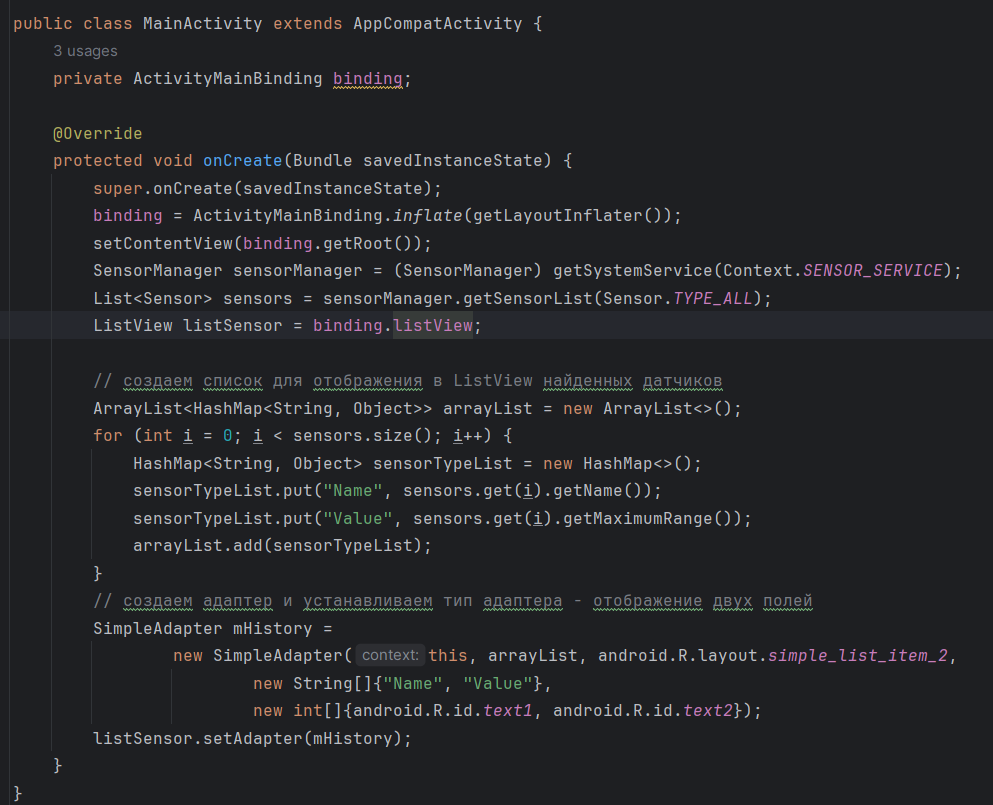 public class MainActivity extends AppCompatActivity {
3 usages
private ActivityMainBinding binding;
@Override
protected void onCreate(Bundle savedInstanceState) {
super.onCreate(savedInstanceState);
binding = ActivityMainBinding.inflate(getLayoutInflater());
setContentView(binding.getRoot());
SensorManager sensorManager = (SensorManager) getSystemService(Context.SENSOR_SERVICE);
List<Sensor> sensors = sensorManager.getSensorList(Sensor.TYPE_ALL);
ListView listSensor = binding.listView;
// создаем список для отображения в ListView найденных датчиков
ArrayList<HashMap<String, Object>> arrayList = new ArrayList<>();
for (int i = 0; i < sensors.size(); i++) {
HashMap<String, Object> sensorTypeList = new HashMap<>();
sensorTypeList.put("Name", sensors.get(i).getName());
sensorTypeList.put("Value", sensors.get(i).getMaximumRange());
arrayList.add(sensorTypeList);
}
// создаем адаптер и устанавливаем тип адаптера - отображение двух полей
SimpleAdapter mHistory =
new SimpleAdapter( context: this, arrayList, android.R.layout.simple_list_item_2,
new String[]{"Name", "Value"},
new int[]{android.R.id.text1, android.R.id.text2});
listSensor.setAdapter(mHistory);
}
}